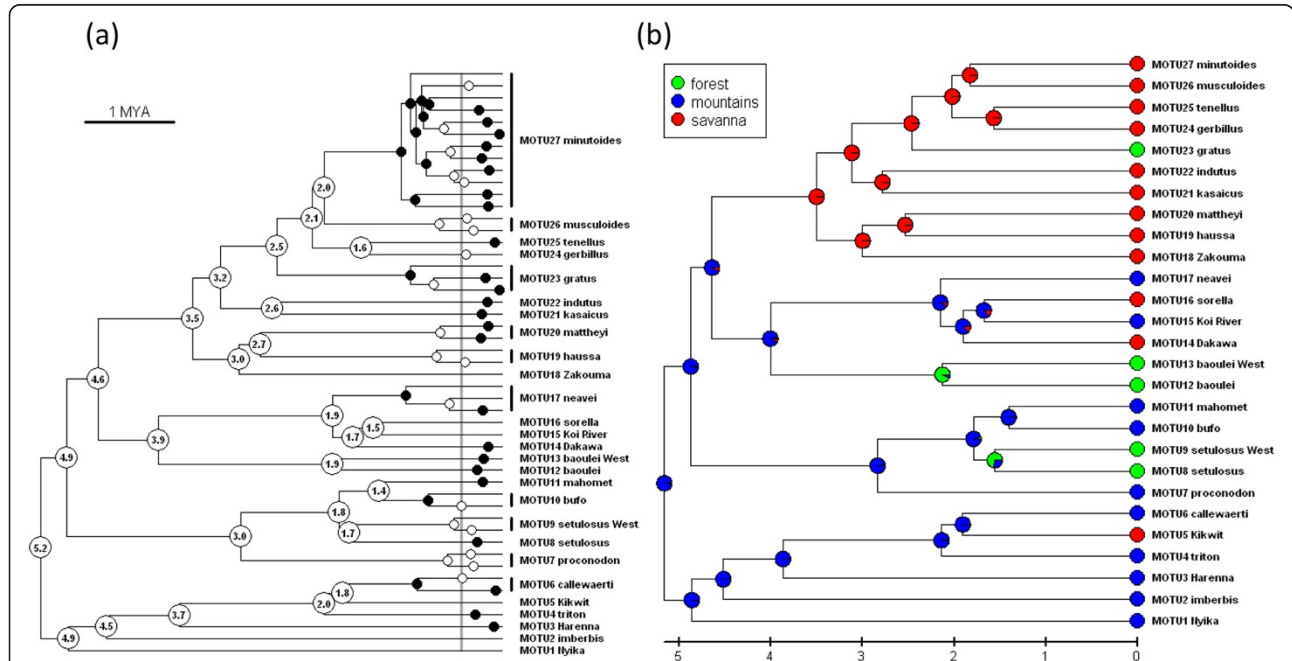 (a)
1 MYA
MOTU27 minutoides
2.0
2.1
MOTU26 musculoides
2.5
1.6
MOTU25 tenellus
MOTU24 gerbillus
3.2
MOTU23 gratus
2.6
MOTU22 indutus
MOTU21 kasaicus
3.5
MOTU20 mattheyi
2.7
3.0
MOTU19 haussa
MOTU18 Zakouma
4.6
MOTU17 neavei
1.9
1.5
MOTU16 sorella
1.7
MOTU15 Koi River
3.9
MOTU14 Dakawa
1.9
MOTU13 baoulei West
MOTU12 baoulei
4.9
MOTU11 mahomet
1.4
MOTU10 bufo
1.8
MOTU9 setulosus West
1.7
MOTU8 setulosus
3.0
MOTU7 proconodon
5.2
MOTU6 callewaerti
1.8
2.0
MOTU5 Kikwit
3.7
MOTU4 triton
4.5
MOTU3 Harenna
4.9
MOTU2 imberbis
MOTU1 Nyika
(b)
forest
mountains
savanna
MOTU27 minutoides
MOTU26 musculoides
MOTU25 tenellus
MOTU24 gerbillus
MOTU23 gratus
MOTU22 indutus
MOTU21 kasaicus
MOTU20 mattheyi
MOTU19 haussa
MOTU18 Zakouma
MOTU17 neavei
MOTU16 sorella
MOTU15 Koi River
MOTU14 Dakawa
MOTU13 baoulei West
MOTU12 baoulei
MOTU11 mahomet
MOTU10 bufo
MOTU9 setulosus West
MOTU8 setulosus
MOTU7 proconodon
MOTU6 callewaerti
MOTU5 Kikwit
MOTU4 triton
MOTU3 Harenna
MOTU2 imberbis
MOTU1 Nyika
5 4 3 2 1 0